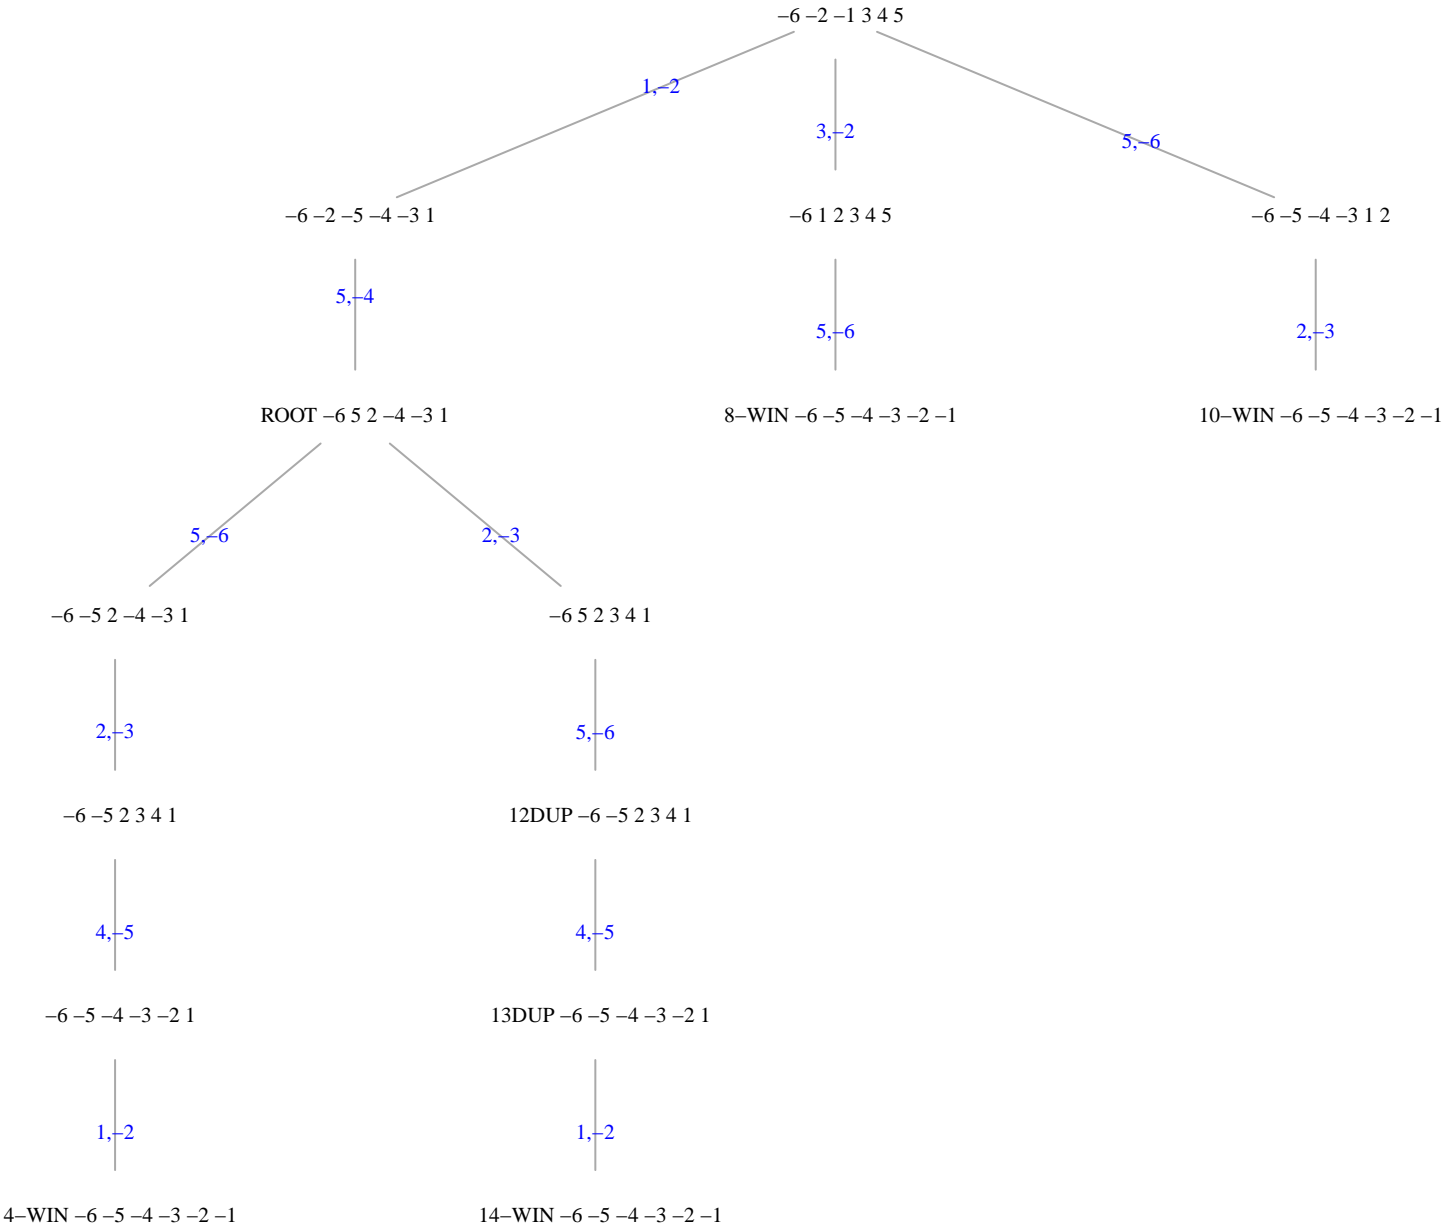 −6 −2 −1 3 4 5
1,−2
3,−2
5,−6
−6 −2 −5 −4 −3 1
−6 1 2 3 4 5
−6 −5 −4 −3 1 2
5,−4
5,−6
2,−3
ROOT −6 5 2 −4 −3 1
8−WIN −6 −5 −4 −3 −2 −1
10−WIN −6 −5 −4 −3 −2 −1
5,−6
2,−3
−6 −5 2 −4 −3 1
−6 5 2 3 4 1
2,−3
5,−6
−6 −5 2 3 4 1
12DUP −6 −5 2 3 4 1
4,−5
4,−5
−6 −5 −4 −3 −2 1
13DUP −6 −5 −4 −3 −2 1
1,−2
1,−2
4−WIN −6 −5 −4 −3 −2 −1
14−WIN −6 −5 −4 −3 −2 −1